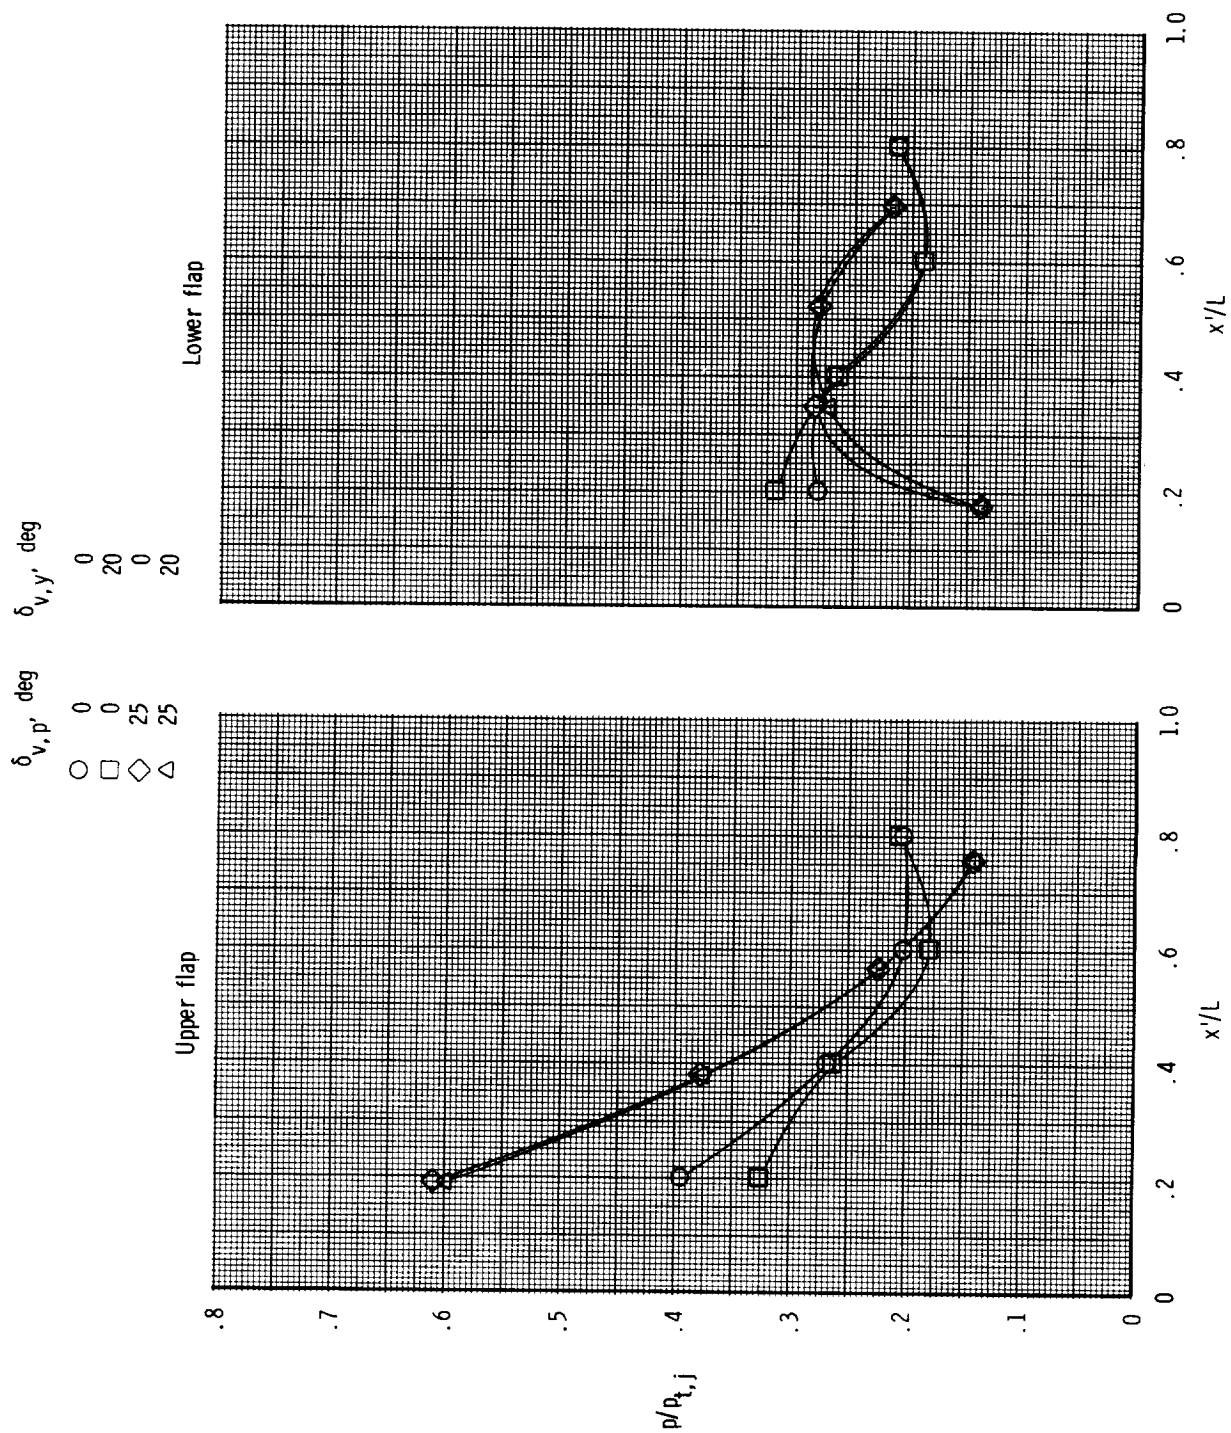 δv,p, deg δv,y, deg
○ 0 0
□ 0 20
◇ 25 0
△ 25 20
Upper flap
Lower flap
p/pt,j
.8
.7
.6
.5
.4
.3
.2
.1
0
0 .2 .4 .6 .8 1.0
x'/L
0 .2 .4 .6 .8 1.0
x'/L